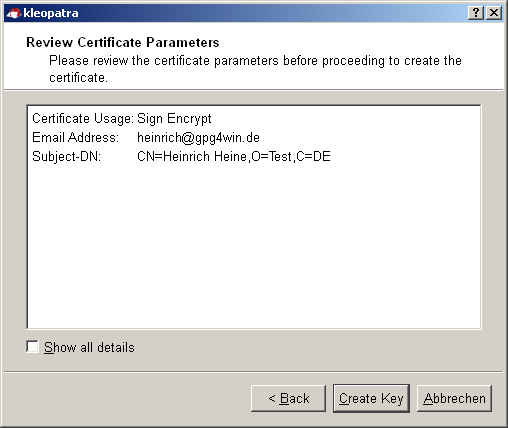 kleopatra
Review Certificate Parameters
Please review the certificate parameters before proceeding to create the
certificate.
Certificate Usage: Sign Encrypt
Email Address: heinrich@gpg4win.de
Subject-DN: CN=Heinrich Heine,O=Test,C=DE
Show all details
< Back Create Key Abbrechen